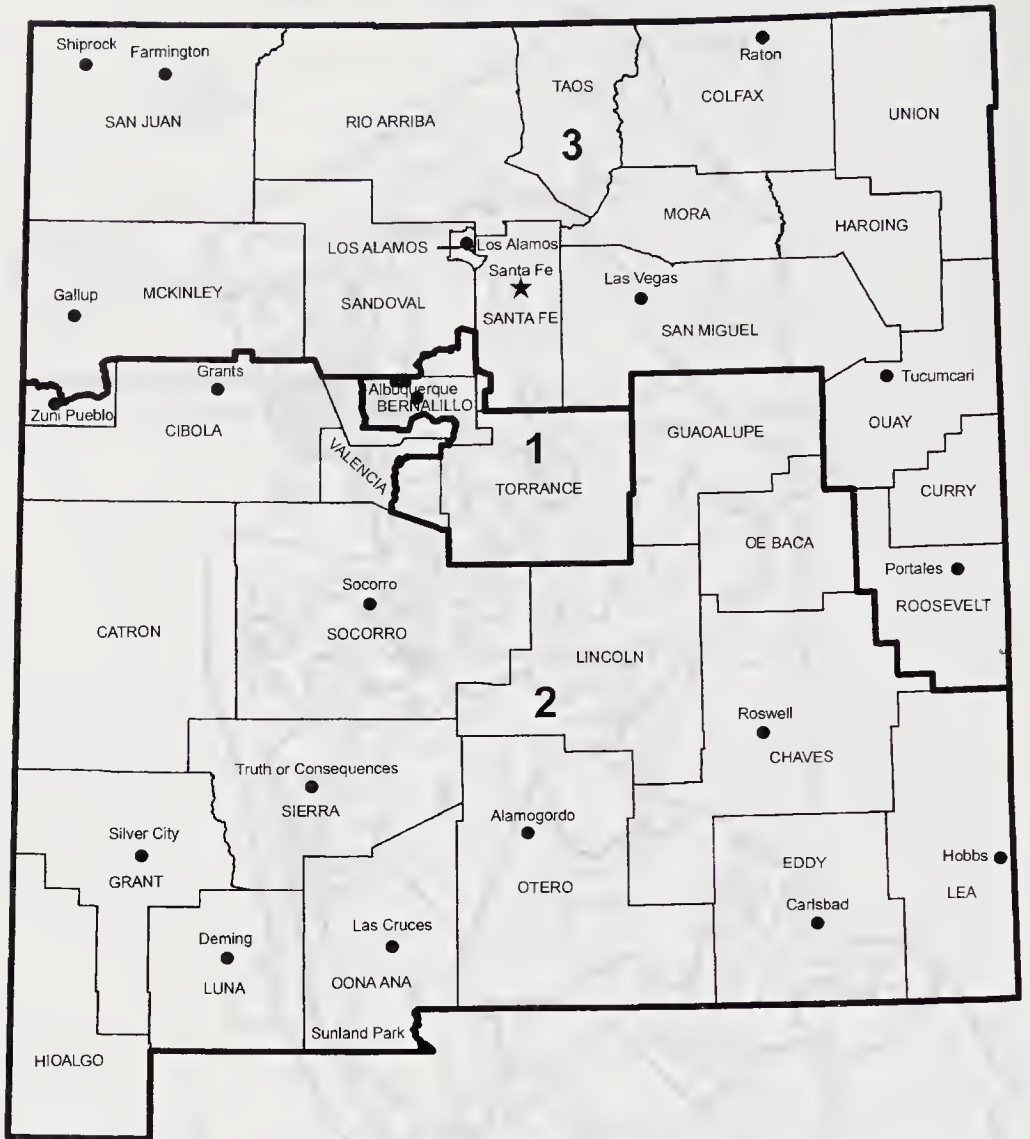 Shiprock
Farmington
Raton
TAOS
COLFAX
UNION
SAN JUAN
RIO ARRIBA
3
MORA
HAROING
LOS ALAMOS
Los Alamos
Santa Fe
Las Vegas
Gallup
MCKINLEY
SANDOVAL
SANTA FE
SAN MIGUEL
Grants
Tucumcari
Albuquerque
BERNALILLO
Zuni Pueblo
CIBOLA
OUAY
GUAOALUPE
1
VALENCIA
TORRANCE
CURRY
OE BACA
Portales
Socorro
ROOSEVELT
CATRON
SOCORRO
LINCOLN
2
Roswell
CHAVES
Truth or Consequences
SIERRA
Alamogordo
Silver City
GRANT
EDDY
Hobbs
OTERO
LEA
Carlsbad
Las Cruces
Deming
LUNA
OONA ANA
Sunland Park
HIOALGO